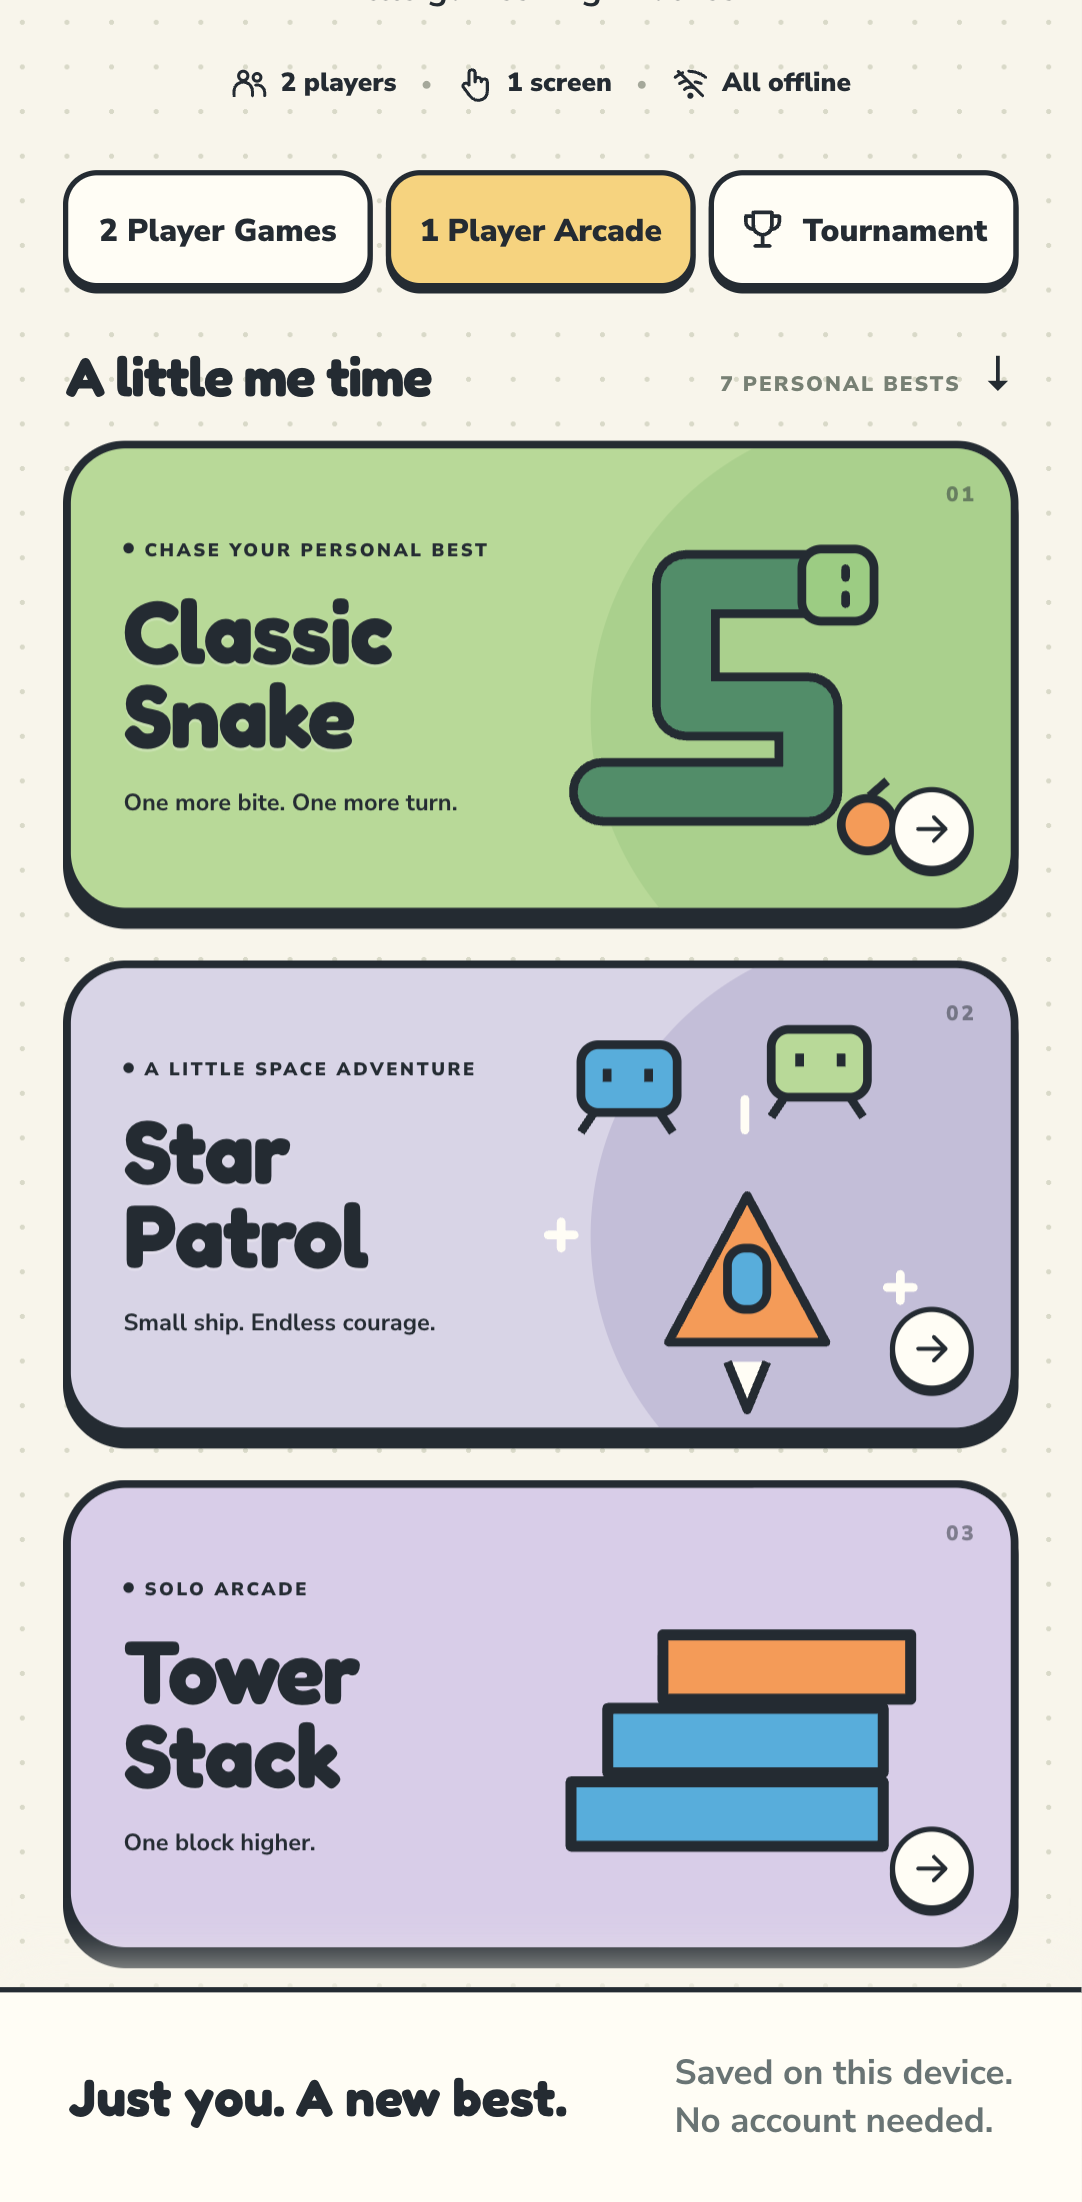 2 players • 1 screen • All offline
2 Player Games
1 Player Arcade
Tournament
A little me time
7 PERSONAL BESTS ↓
01
• CHASE YOUR PERSONAL BEST
Classic
Snake
One more bite. One more turn.
02
• A LITTLE SPACE ADVENTURE
Star
Patrol
Small ship. Endless courage.
03
• SOLO ARCADE
Tower
Stack
One block higher.
Just you. A new best.
Saved on this device.
No account needed.